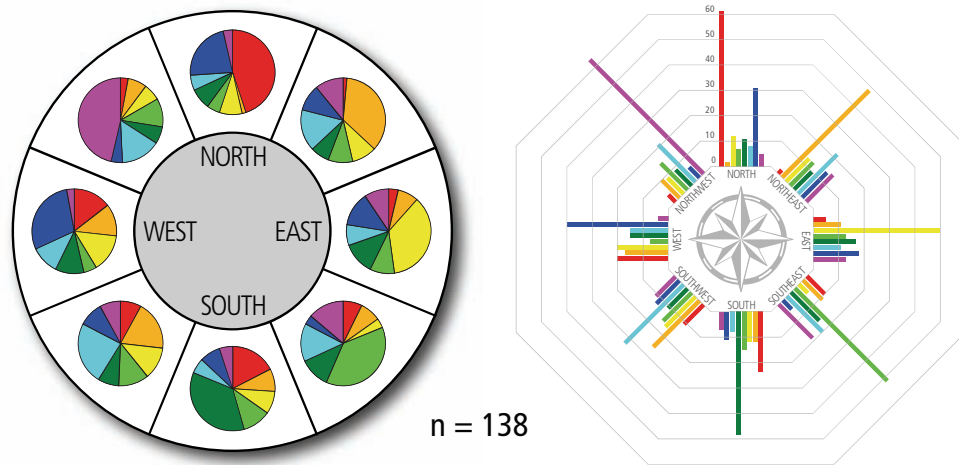 NORTH
WEST
EAST
SOUTH
n = 138
60
50
40
30
20
10
0
NORTH
NORTHWEST
NORTHEAST
WEST
EAST
SOUTHWEST
SOUTHEAST
SOUTH